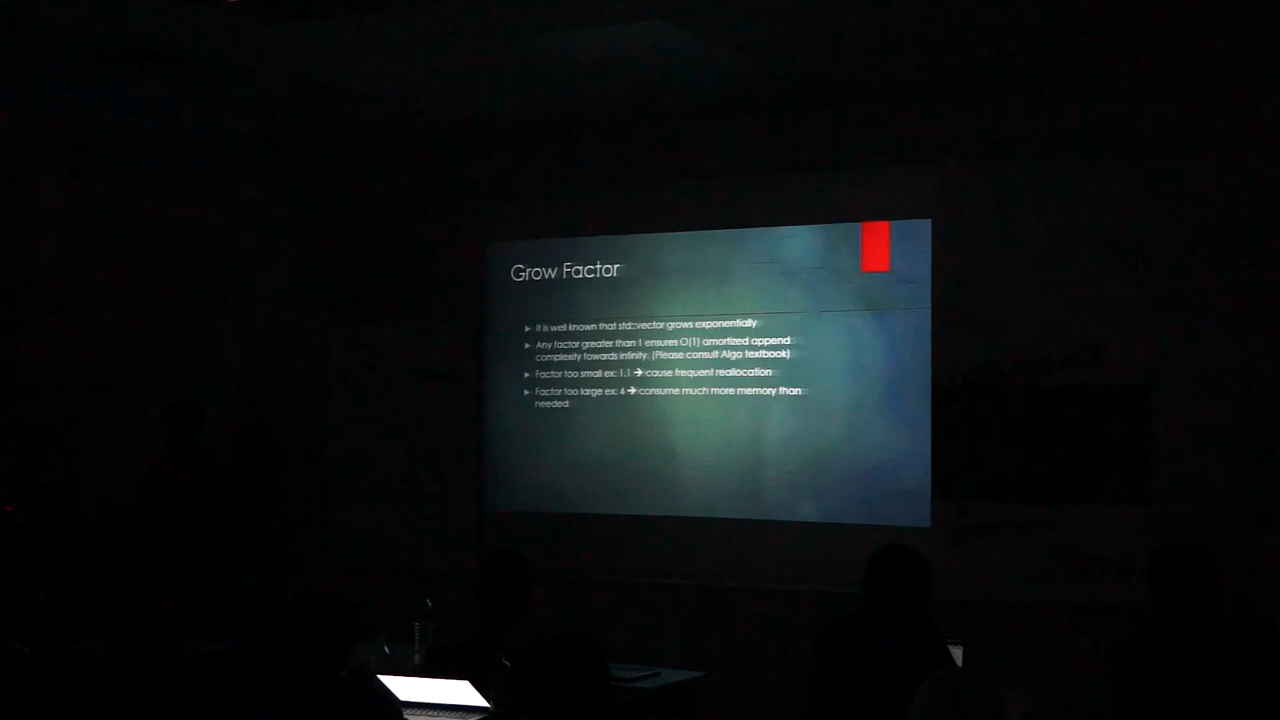 Grow Factor
It is well known that std::vector grows exponentially
Any factor greater than 1 ensures O(1) amortized append
complexity towards infinity. (Please consult Algo textbook)
Factor too small ex: 1.1 → cause frequent reallocation
Factor too large ex: 4 → consume much more memory than
needed